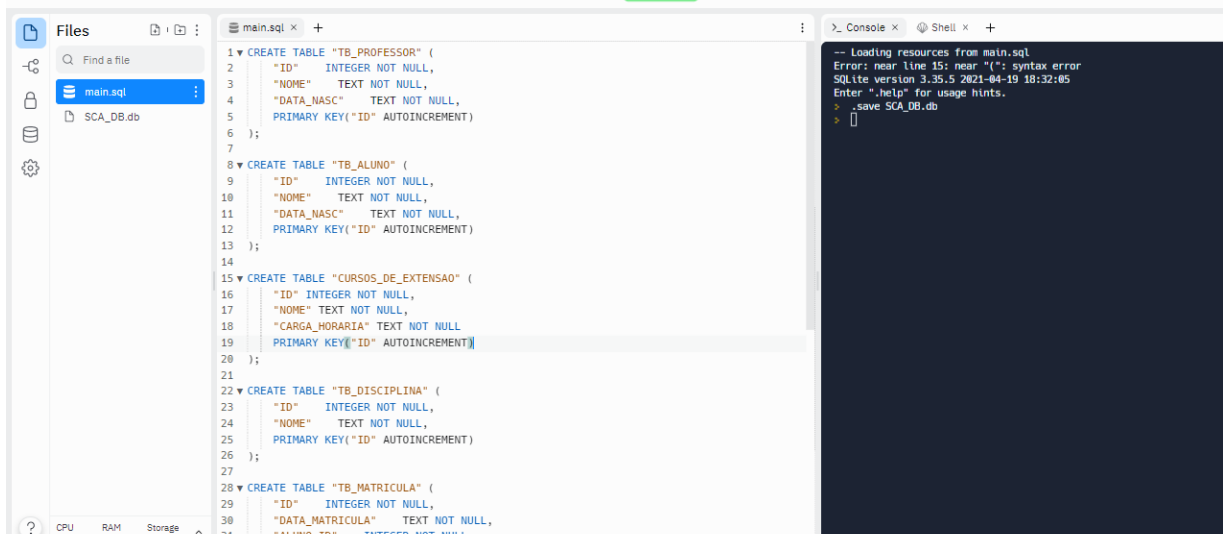 Files
Find a file
main.sql
SCA_DB.db
CPU RAM Storage
?
main.sql × +
1 CREATE TABLE "TB_PROFESSOR" (
2 "ID" INTEGER NOT NULL,
3 "NOME" TEXT NOT NULL,
4 "DATA_NASC" TEXT NOT NULL,
5 PRIMARY KEY("ID" AUTOINCREMENT)
6 );
7
8 CREATE TABLE "TB_ALUNO" (
9 "ID" INTEGER NOT NULL,
10 "NOME" TEXT NOT NULL,
11 "DATA_NASC" TEXT NOT NULL,
12 PRIMARY KEY("ID" AUTOINCREMENT)
13 );
14
15 CREATE TABLE "CURSOS_DE_EXTENSAO" (
16 "ID" INTEGER NOT NULL,
17 "NOME" TEXT NOT NULL,
18 "CARGA_HORARIA" TEXT NOT NULL
19 PRIMARY KEY("ID" AUTOINCREMENT)
20 );
21
22 CREATE TABLE "TB_DISCIPLINA" (
23 "ID" INTEGER NOT NULL,
24 "NOME" TEXT NOT NULL,
25 PRIMARY KEY("ID" AUTOINCREMENT)
26 );
27
28 CREATE TABLE "TB_MATRICULA" (
29 "ID" INTEGER NOT NULL,
30 "DATA_MATRICULA" TEXT NOT NULL,
31 "ALUNO_ID" INTEGER NOT NULL,
>_ Console × Shell × +
-- Loading resources from main.sql
Error: near line 15: near "(": syntax error
SQLite version 3.35.5 2021-04-19 18:32:05
Enter ".help" for usage hints.
> .save SCA_DB.db
>